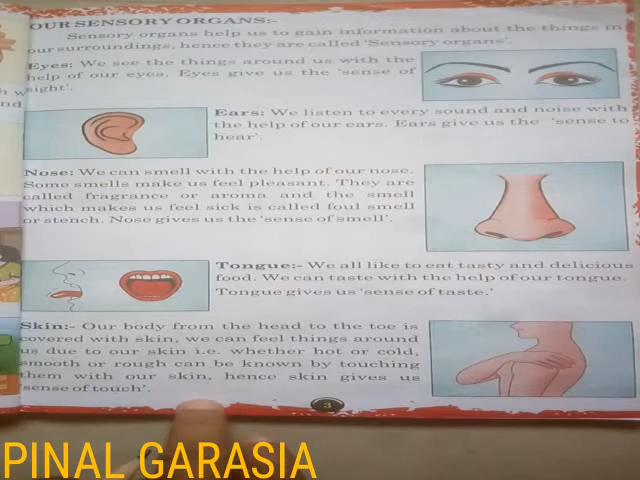 OUR SENSORY ORGANS:-
Sensory organs help us to gain information about the things in
our surroundings, hence they are called 'Sensory organs'.
Eyes: We see the things around us with the
help of our eyes. Eyes give us the 'sense of
sight'.
Ears: We listen to every sound and noise with
the help of our ears. Ears give us the 'sense to
hear'.
Nose: We can smell with the help of our nose.
Some smells make us feel pleasant. They are
called fragrance or aroma and the smell
which makes us feel sick is called foul smell
or stench. Nose gives us the 'sense of smell'.
Tongue:- We all like to eat tasty and delicious
food. We can taste with the help of our tongue.
Tongue gives us 'sense of taste.'
Skin:- Our body from the head to the toe is
covered with skin, we can feel things around
us due to our skin i.e. whether hot or cold,
smooth or rough can be known by touching
them with our skin, hence skin gives us
'sense of touch'.
3
PINAL GARASIA